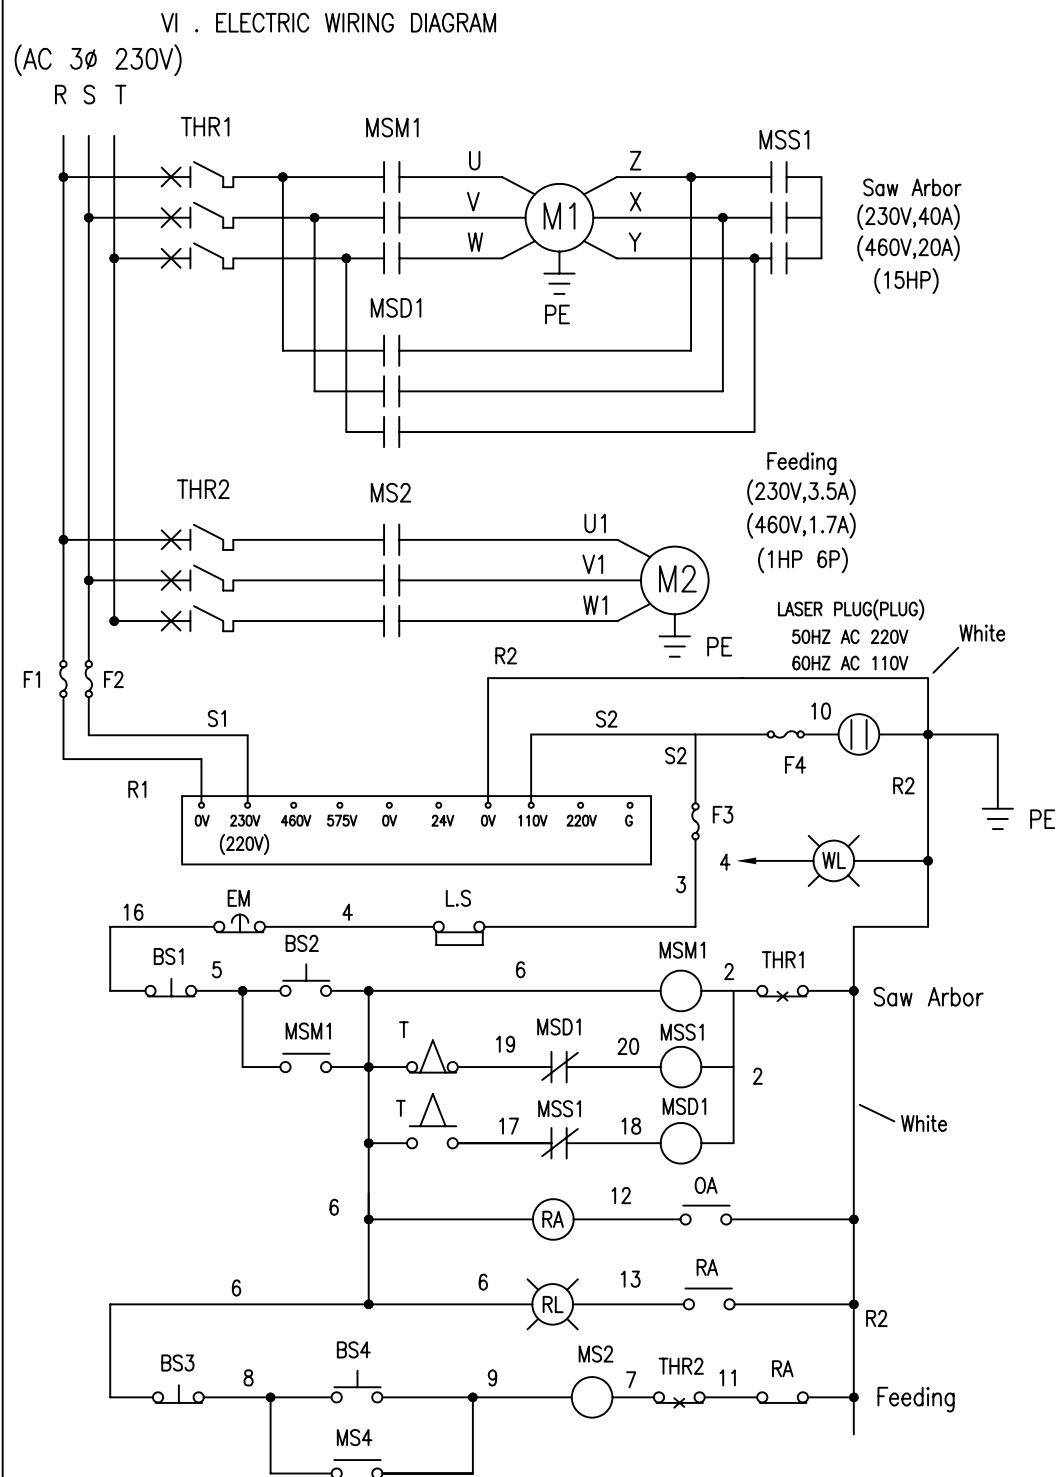 VI . ELECTRIC WIRING DIAGRAM
(AC 3ø 230V)
R S T
THR1
MSM1
MSS1
U
Z
V
X
W
Y
M1
PE
Saw Arbor
(230V,40A)
(460V,20A)
(15HP)
MSD1
Feeding
(230V,3.5A)
(460V,1.7A)
(1HP 6P)
THR2
MS2
U1
V1
W1
M2
PE
LASER PLUG(PLUG)
50HZ AC 220V
60HZ AC 110V
White
R2
F1
F2
S1
S2
10
S2
F4
R2
R1
0V 230V 460V 575V 0V 24V 0V 110V 220V G
(220V)
F3
PE
4
WL
3
16
EM
4
L.S
BS1
5
BS2
6
MSM1
2
THR1
Saw Arbor
MSM1
T
19
MSD1
20
MSS1
2
T
17
MSS1
18
MSD1
White
6
RA
12
OA
6
6
RL
13
RA
R2
BS3
8
BS4
9
MS2
7
THR2
11
RA
Feeding
MS4